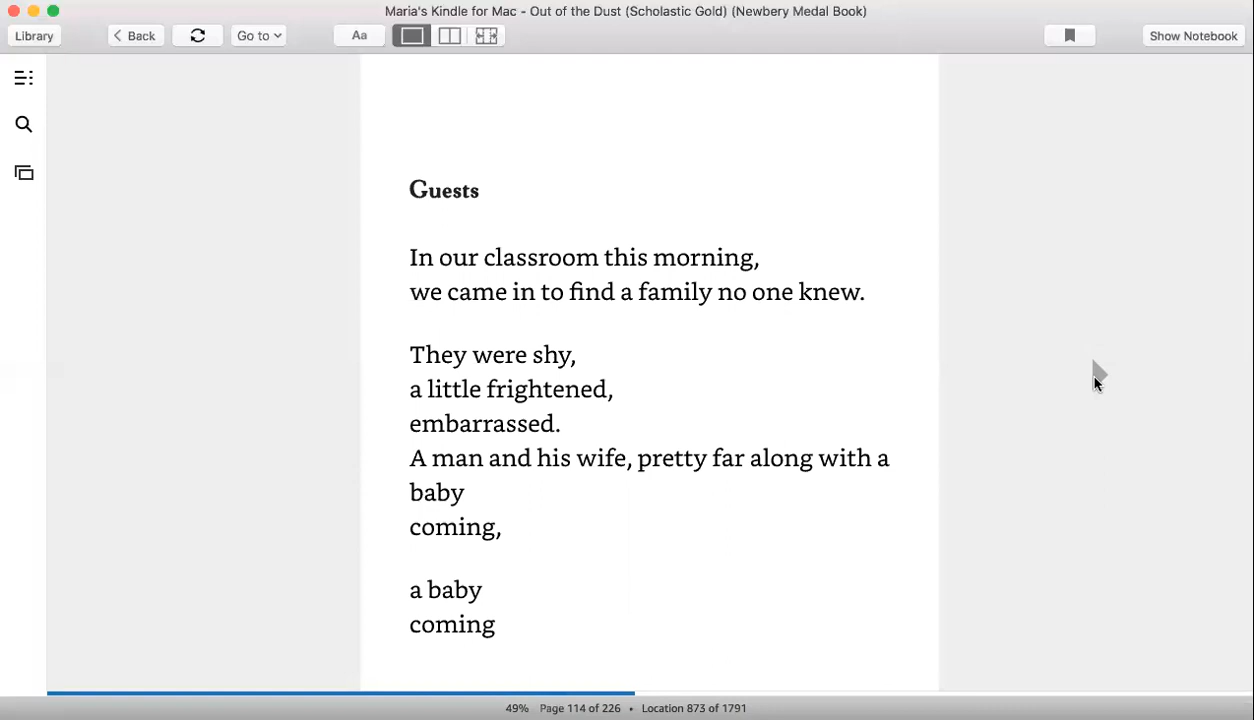 Maria's Kindle for Mac - Out of the Dust (Scholastic Gold) (Newbery Medal Book)
Library
Back
Go to
Aa
Show Notebook
Guests
In our classroom this morning,
we came in to find a family no one knew.
They were shy,
a little frightened,
embarrassed.
A man and his wife, pretty far along with a
baby
coming,
a baby
coming
49% Page 114 of 226 • Location 873 of 1791